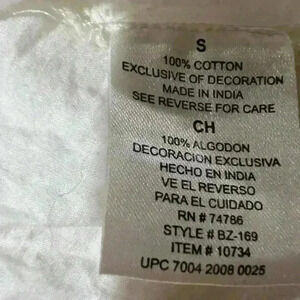 S
100% COTTON
EXCLUSIVE OF DECORATION
MADE IN INDIA
SEE REVERSE FOR CARE
CH
100% ALGODON
DECORACION EXCLUSIVA
HECHO EN INDIA
VE EL REVERSO
PARA EL CUIDADO
RN # 74786
STYLE # BZ-169
ITEM # 10734
UPC 7004 2008 0025